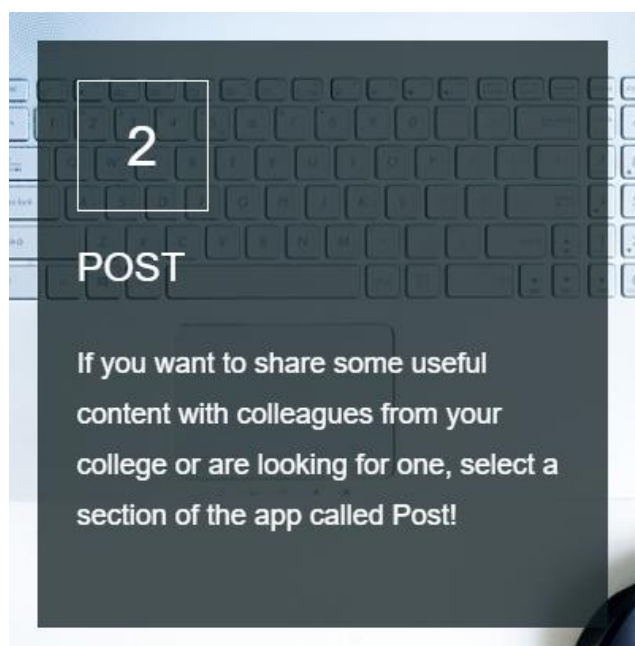 2
POST
If you want to share some useful
content with colleagues from your
college or are looking for one, select a
section of the app called Post!